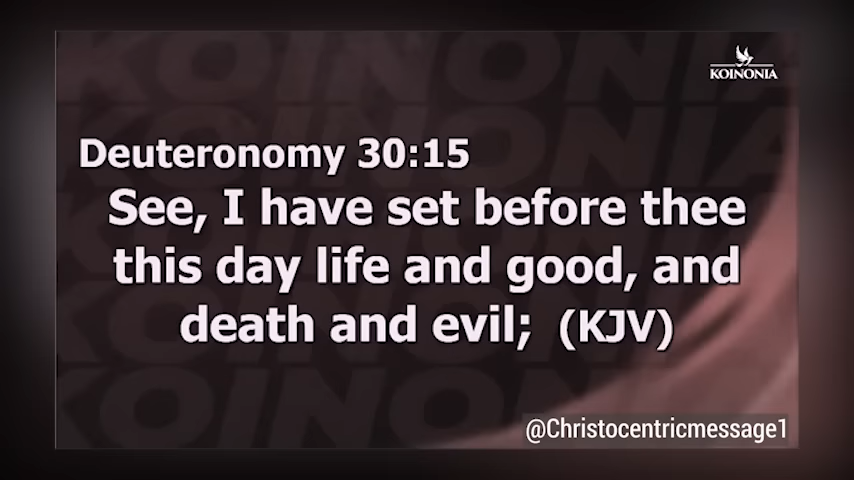 KOINONIA
Deuteronomy 30:15
See, I have set before thee
this day life and good, and
death and evil; (KJV)
@Christocentricmessage1